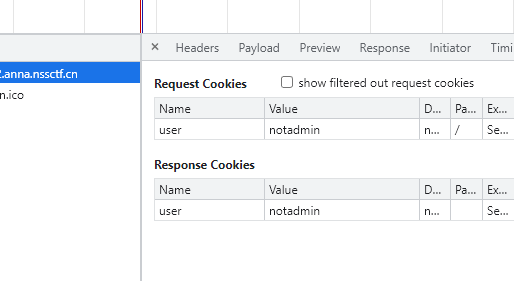 × Headers Payload Preview Response Initiator Timi
2.anna.nssctf.cn
n.ico
Request Cookies show filtered out request cookies
Name Value D... Pa... Ex...
user notadmin n... / Se...
Response Cookies
Name Value D... Pa... Ex...
user notadmin n... Se...